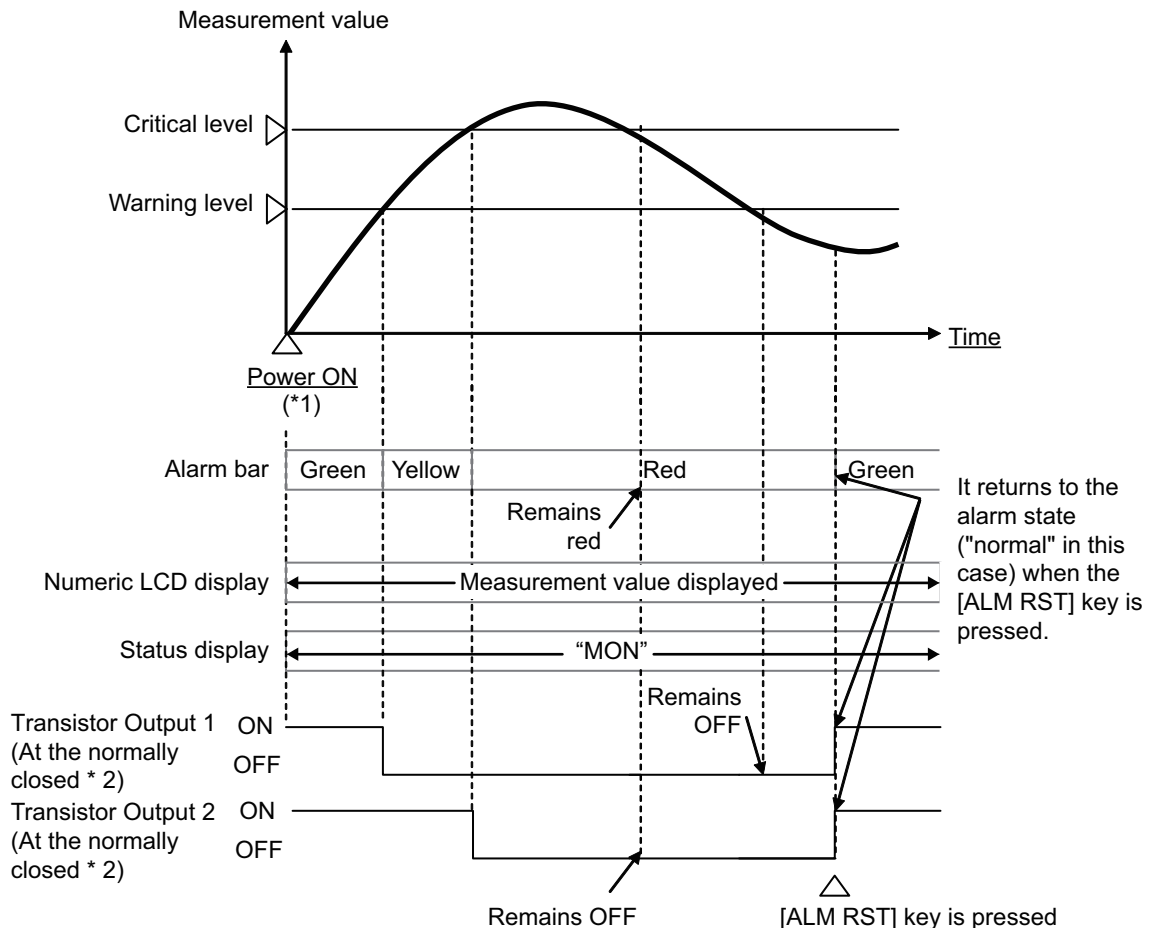 Measurement value
Critical level
Warning level
Time
Power ON
(*1)
Alarm bar
Green
Yellow
Red
Green
Remains
red
It returns to the
alarm state
("normal" in this
case) when the
[ALM RST] key is
pressed.
Numeric LCD display
Measurement value displayed
Status display
“MON”
Remains
OFF
Transistor Output 1
(At the normally
closed * 2)
ON
OFF
Transistor Output 2
(At the normally
closed * 2)
ON
OFF
Remains OFF
[ALM RST] key is pressed